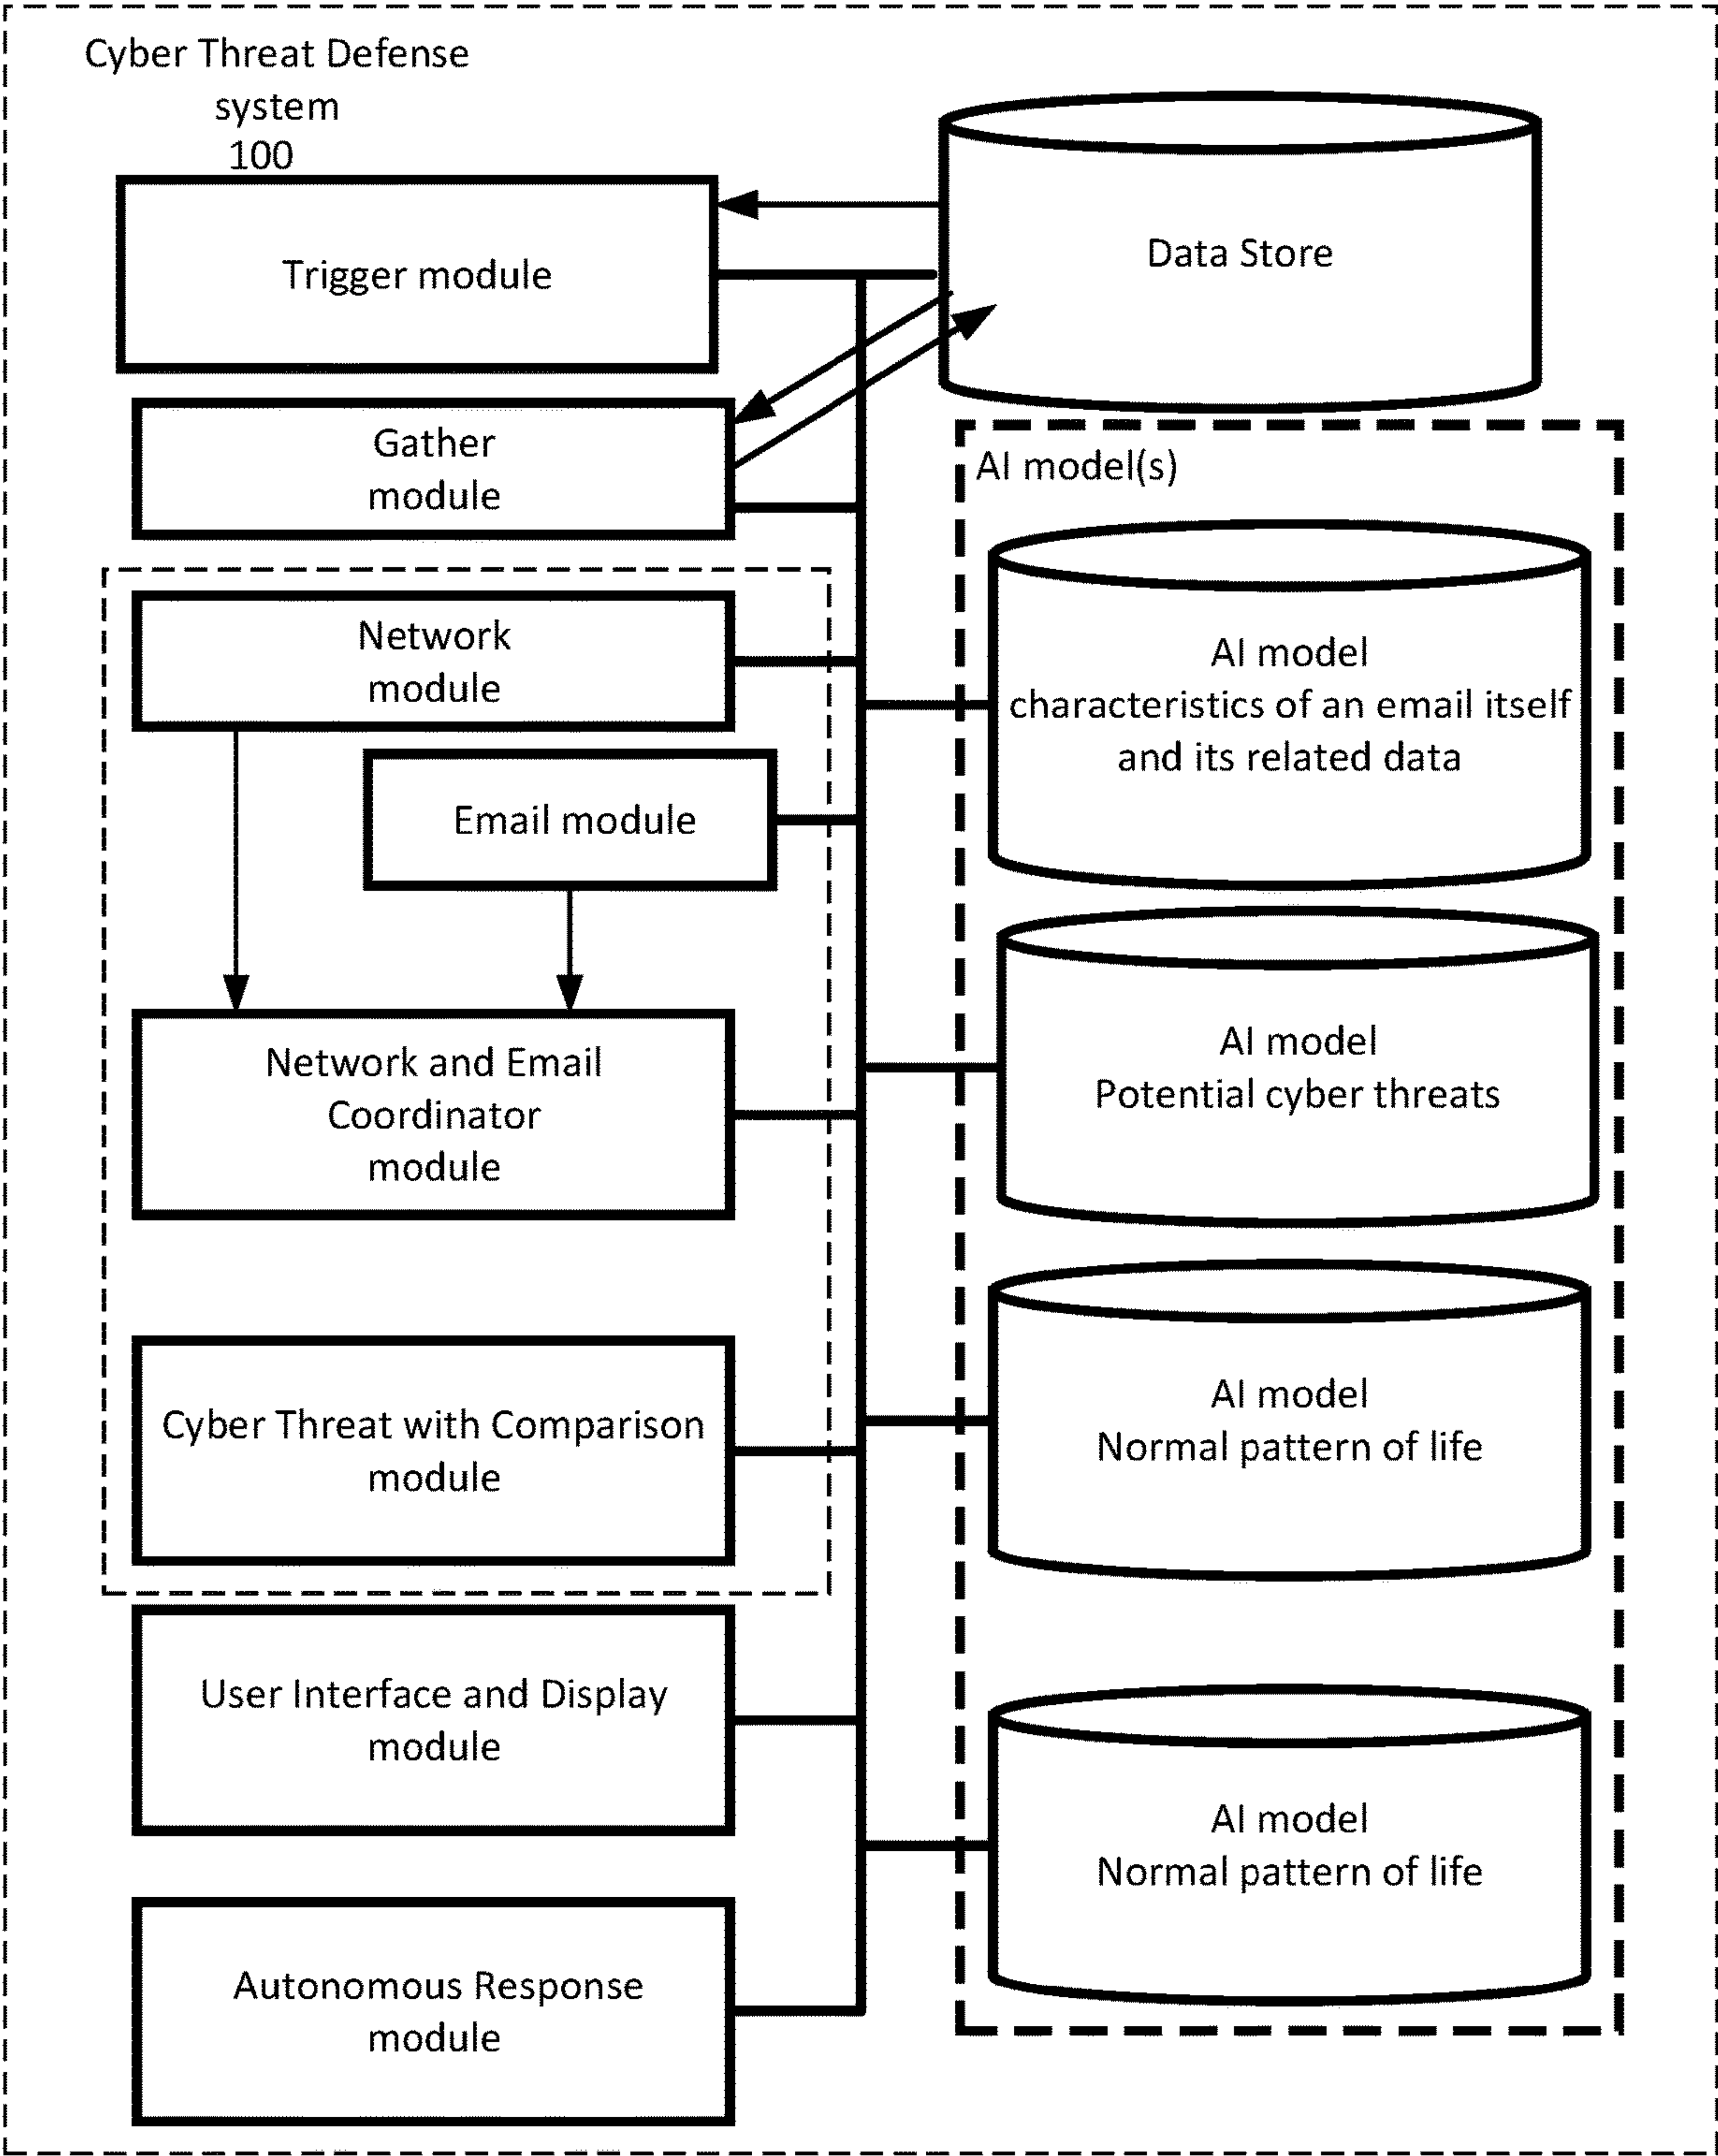 Cyber Threat Defense
system
100
Trigger module
Data Store
Gather
module
AI model(s)
Network
module
AI model
characteristics of an email itself
and its related data
Email module
Network and Email
Coordinator
module
AI model
Potential cyber threats
Cyber Threat with Comparison
module
AI model
Normal pattern of life
User Interface and Display
module
AI model
Normal pattern of life
Autonomous Response
module